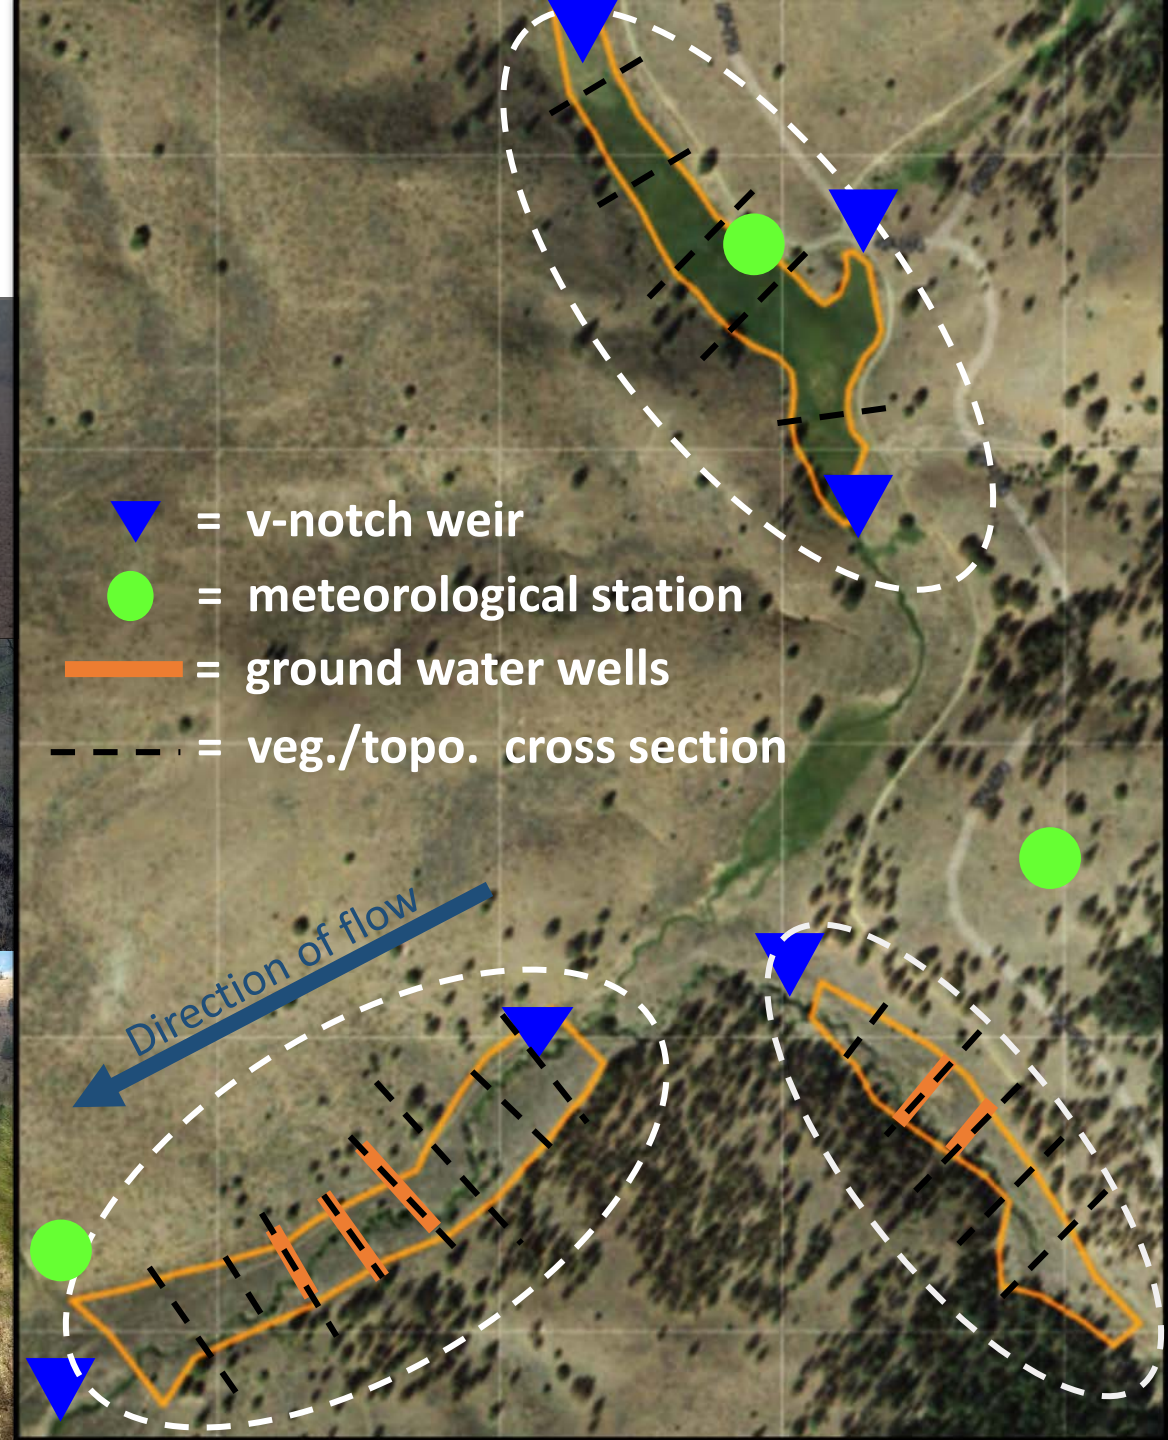 = v-notch weir
= meteorological station
= ground water wells
= veg./topo. cross section
Direction of flow